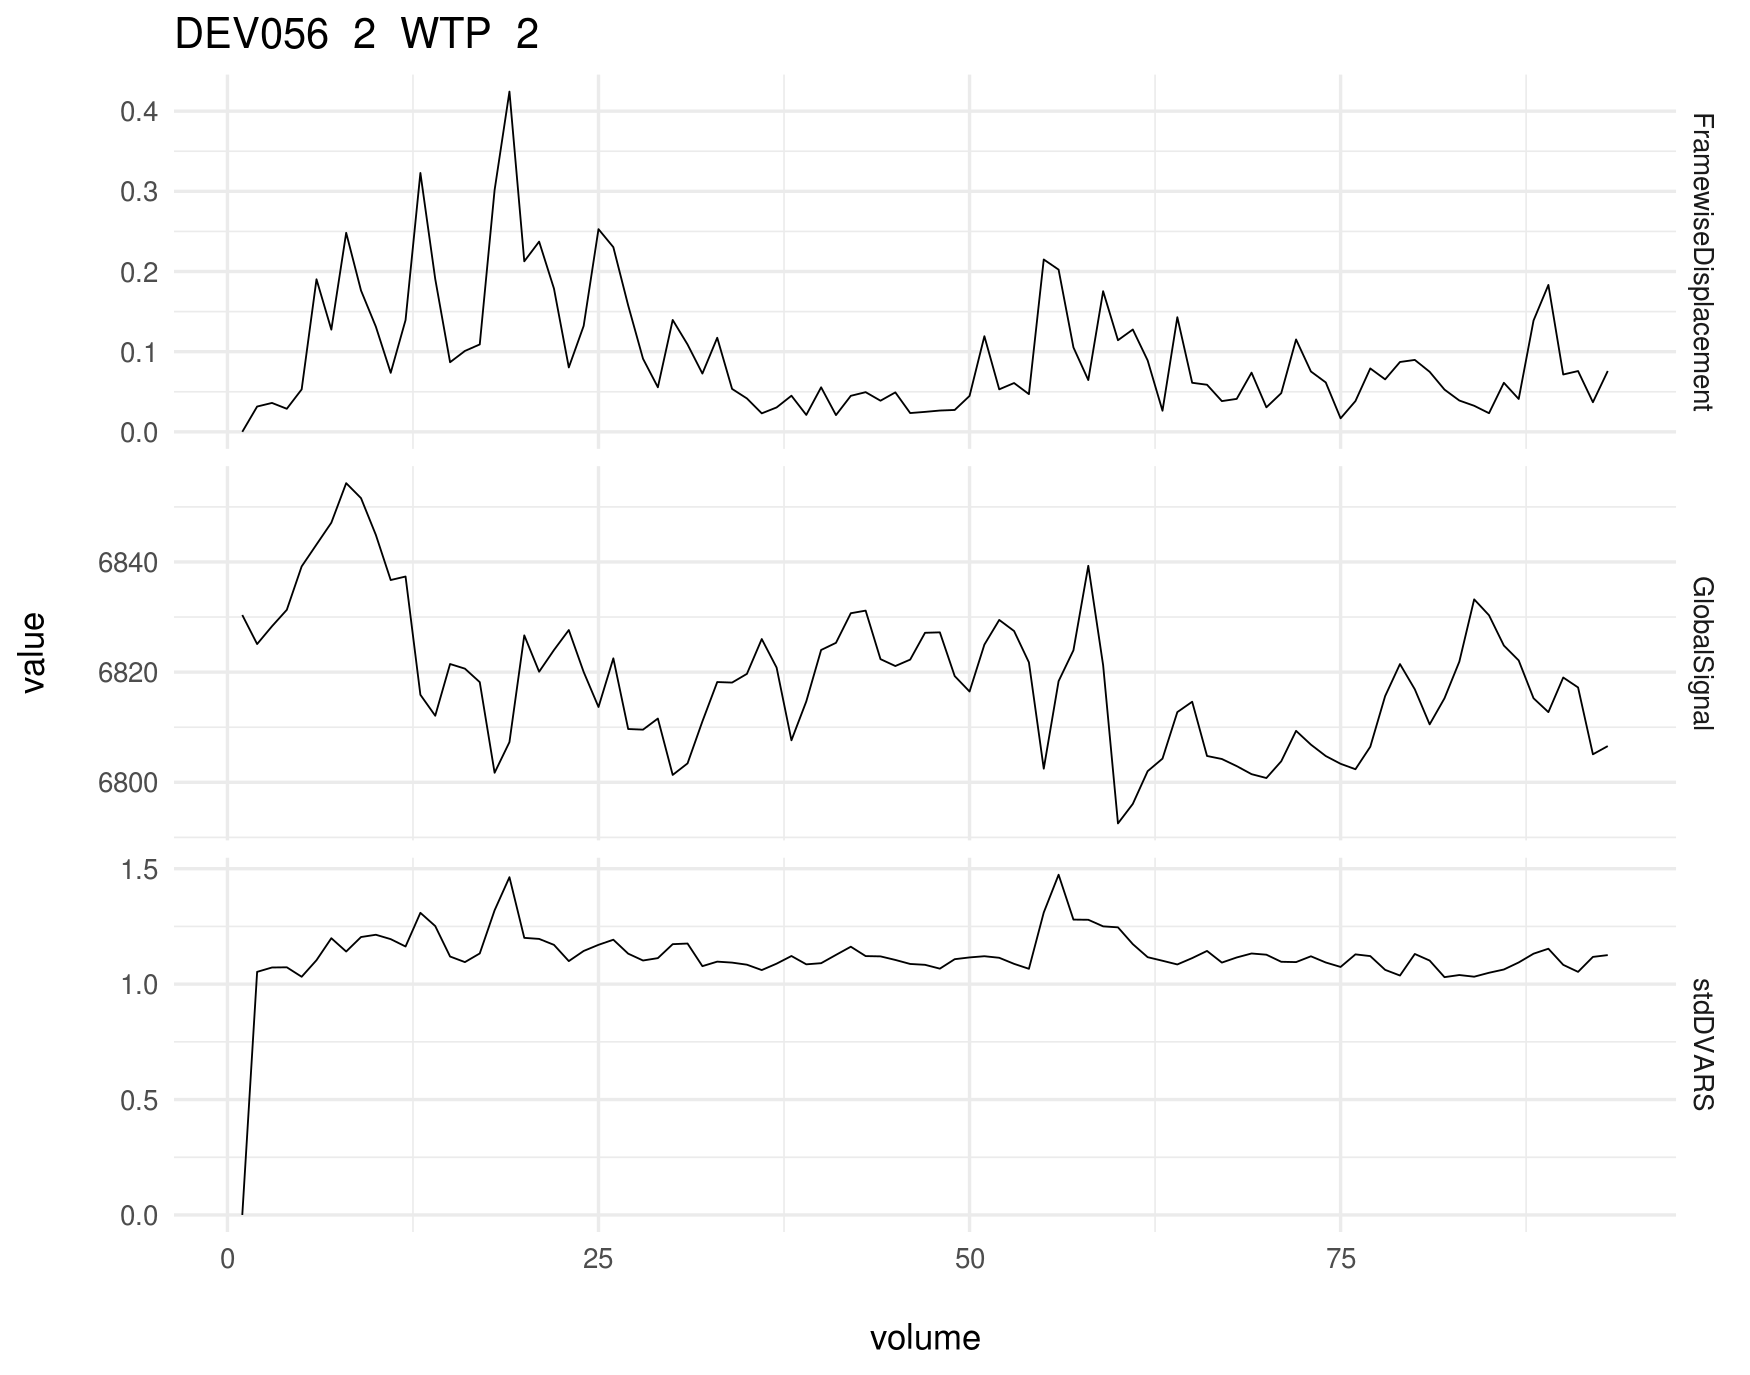 DEV056 2 WTP 2
value
0.4
0.3
0.2
0.1
0.0
FramewiseDisplacement
6840
6820
6800
GlobalSignal
1.5
1.0
0.5
0.0
stdDVARS
0 25 50 75
volume